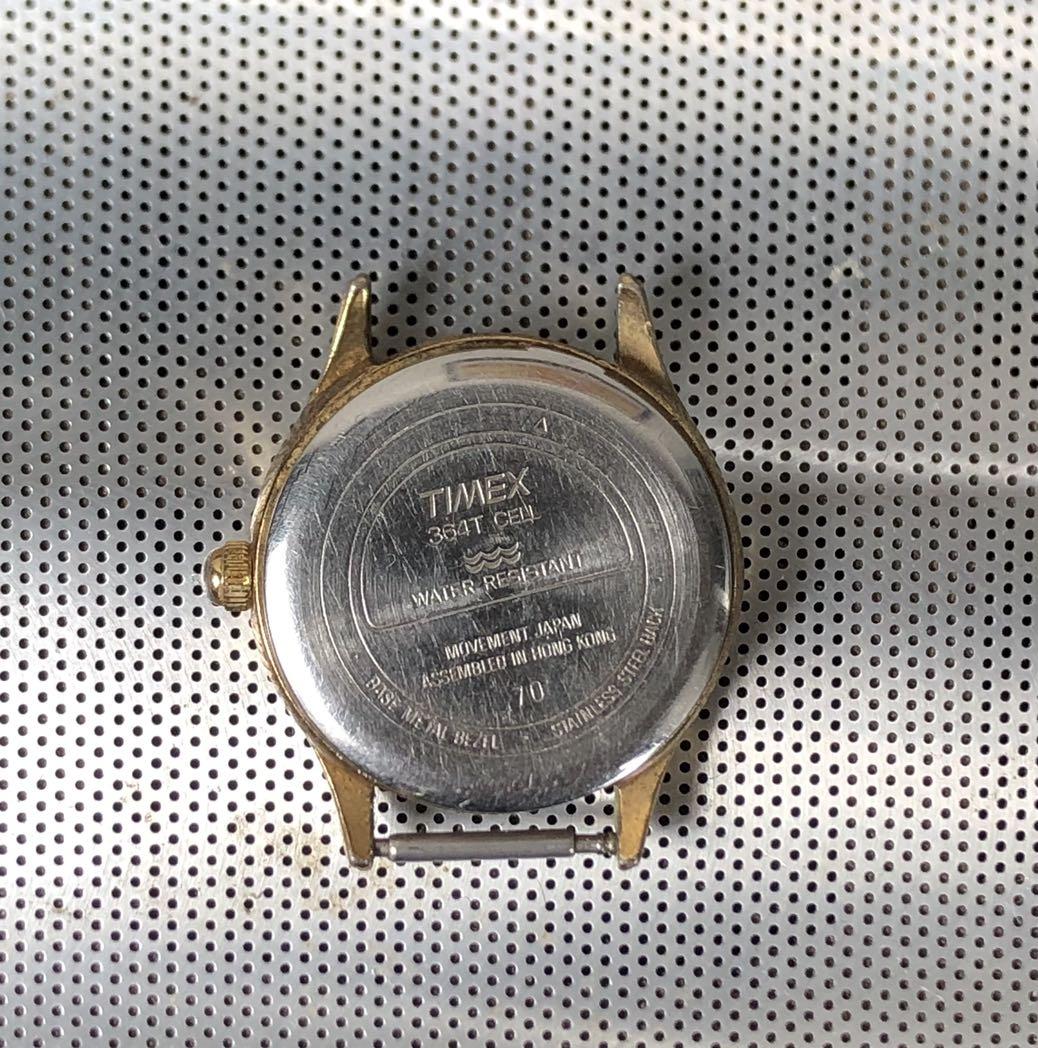 TIMEX
364T CELL
WATER RESISTANT
MOVEMENT JAPAN
ASSEMBLED IN HONG KONG
70
BASE METAL BEZEL • STAINLESS STEEL BACK